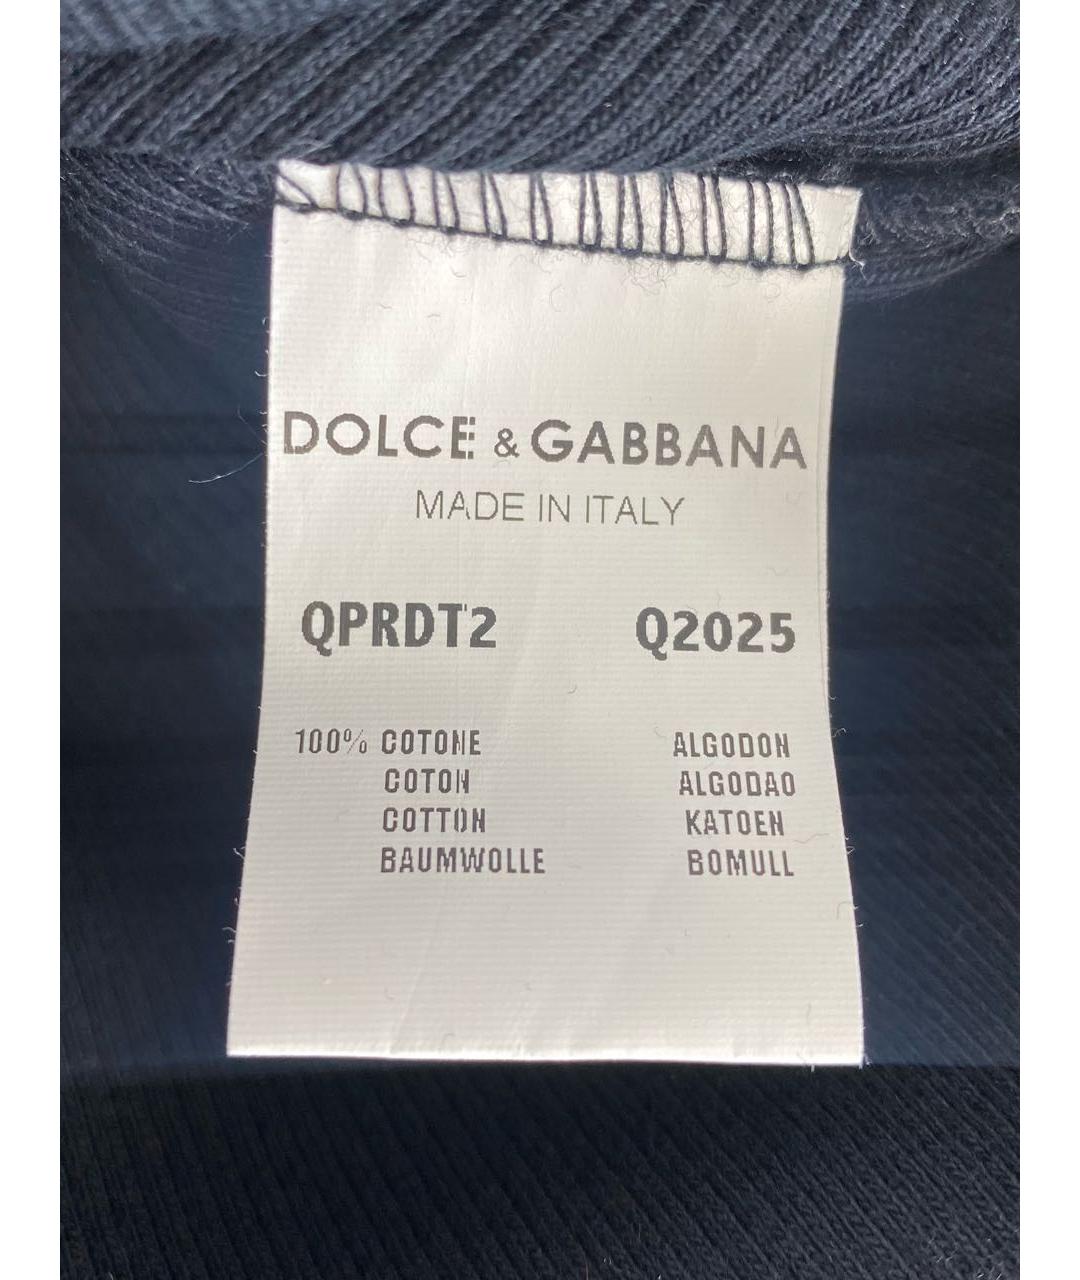 DOLCE & GABBANA
MADE IN ITALY
QPRDT2 Q2025
100% COTONE ALGODON
COTON ALGODAO
COTTON KATOEN
BAUMWOLLE BOMULL